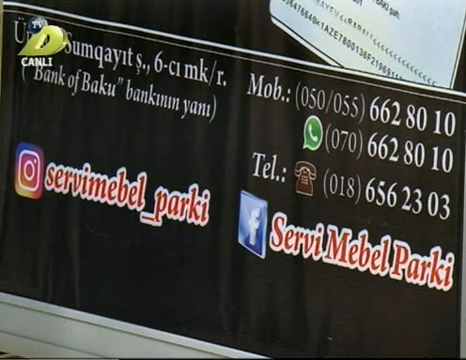 TV
CANLI
Sumqayıt ş., 6-cı mk/r.
("Bank of Baku" bankının yanı)
servimebel_parki
Mob.: (050/055) 662 80 10
(070) 662 80 10
Tel.: (018) 656 23 03
Servi Mebel Parki